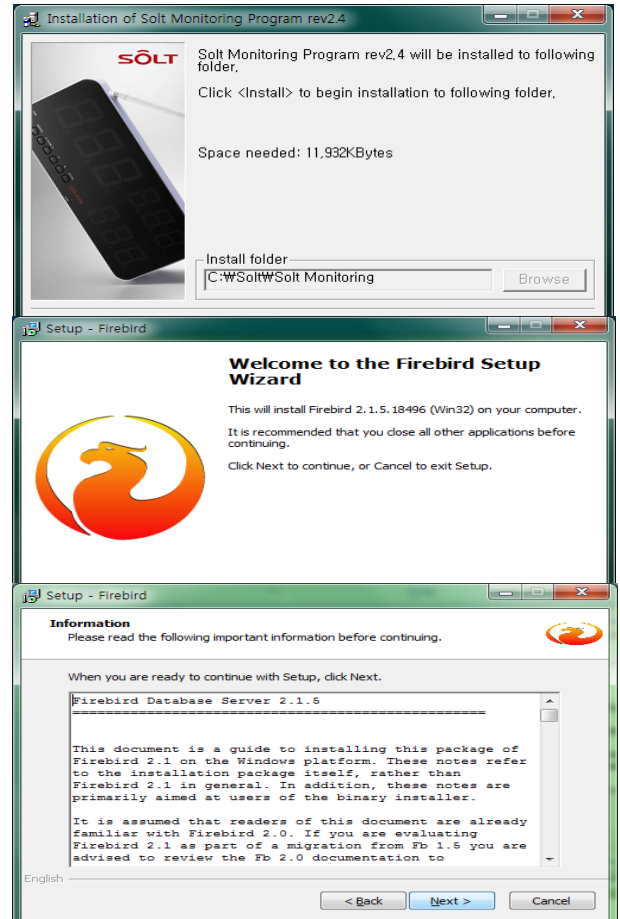 Installation of Solt Monitoring Program rev2.4
SÔLT
Solt Monitoring Program rev2.4 will be installed to following
folder.
Click <Install> to begin installation to following folder.
Space needed: 11,932KBytes
Install folder
C:₩Solt₩Solt Monitoring
Browse
Setup - Firebird
Welcome to the Firebird Setup
Wizard
This will install Firebird 2.1.5.18496 (Win32) on your computer.
It is recommended that you close all other applications before
continuing.
Click Next to continue, or Cancel to exit Setup.
Setup - Firebird
Information
Please read the following important information before continuing.
When you are ready to continue with Setup, click Next.
Firebird Database Server 2.1.5
====================================================
This document is a guide to installing this package of
Firebird 2.1 on the Windows platform. These notes refer
to the installation package itself, rather than
Firebird 2.1 in general. In addition, these notes are
primarily aimed at users of the binary installer.
It is assumed that readers of this document are already
familiar with Firebird 2.0. If you are evaluating
Firebird 2.1 as part of a migration from Fb 1.5 you are
advised to review the Fb 2.0 documentation to
English
< Back
Next >
Cancel